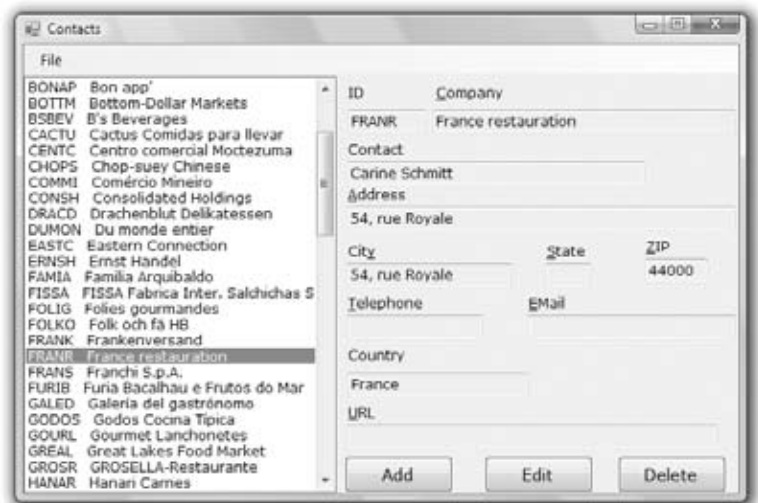 Contacts
File
BONAP Bon app'
BOTTM Bottom-Dollar Markets
BSBEV B's Beverages
CACTU Cactus Comidas para llevar
CENTC Centro comercial Moctezuma
CHOPS Chop-suey Chinese
COMMI Comércio Mineiro
CONSH Consolidated Holdings
DRACD Drachenblut Delikatessen
DUMON Du monde entier
EASTC Eastern Connection
ERNSH Ernst Handel
FAMIA Familia Arquibaldo
FISSA FISSA Fabrica Inter. Salchichas S
FOLIG Folies gourmandes
FOLKO Folk och fä HB
FRANK Frankenversand
FRANR France restauration
FRANS Franchi S.p.A.
FURIB Furia Bacalhau e Frutos do Mar
GALED Galería del gastrónomo
GODOS Godos Cocina Típica
GOURL Gourmet Lanchonetes
GREAL Great Lakes Food Market
GROSR GROSELLA-Restaurante
HANAR Hanari Carnes
ID Company
FRANR France restauration
Contact
Carine Schmitt
Address
54, rue Royale
City State ZIP
54, rue Royale 44000
Telephone EMail
Country
France
URL
Add Edit Delete